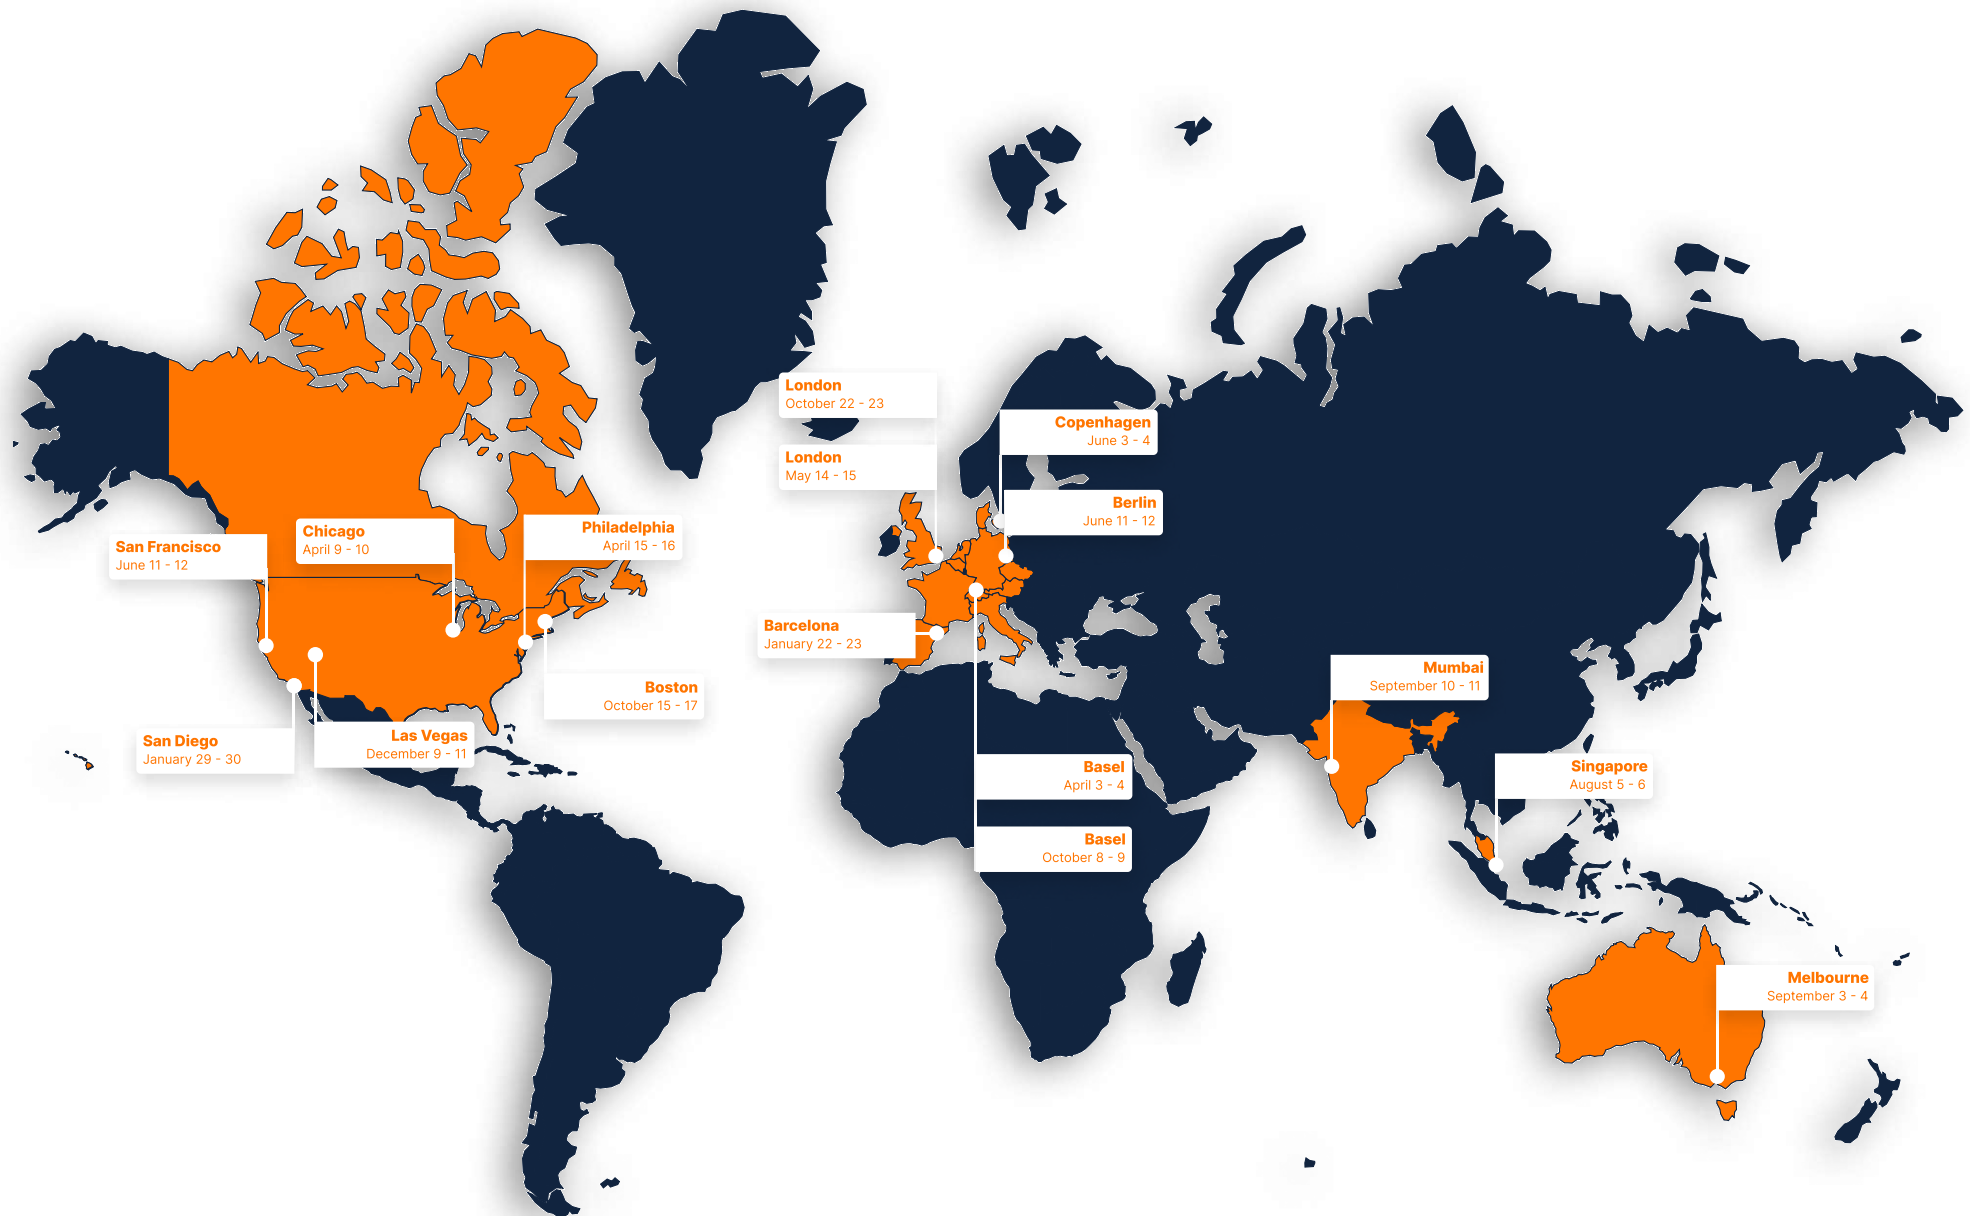 London
October 22 - 23
London
May 14 - 15
Copenhagen
June 3 - 4
Berlin
June 11 - 12
San Francisco
June 11 - 12
Chicago
April 9 - 10
Philadelphia
April 15 - 16
Barcelona
January 22 - 23
Boston
October 15 - 17
Mumbai
September 10 - 11
San Diego
January 29 - 30
Las Vegas
December 9 - 11
Basel
April 3 - 4
Singapore
August 5 - 6
Basel
October 8 - 9
Melbourne
September 3 - 4